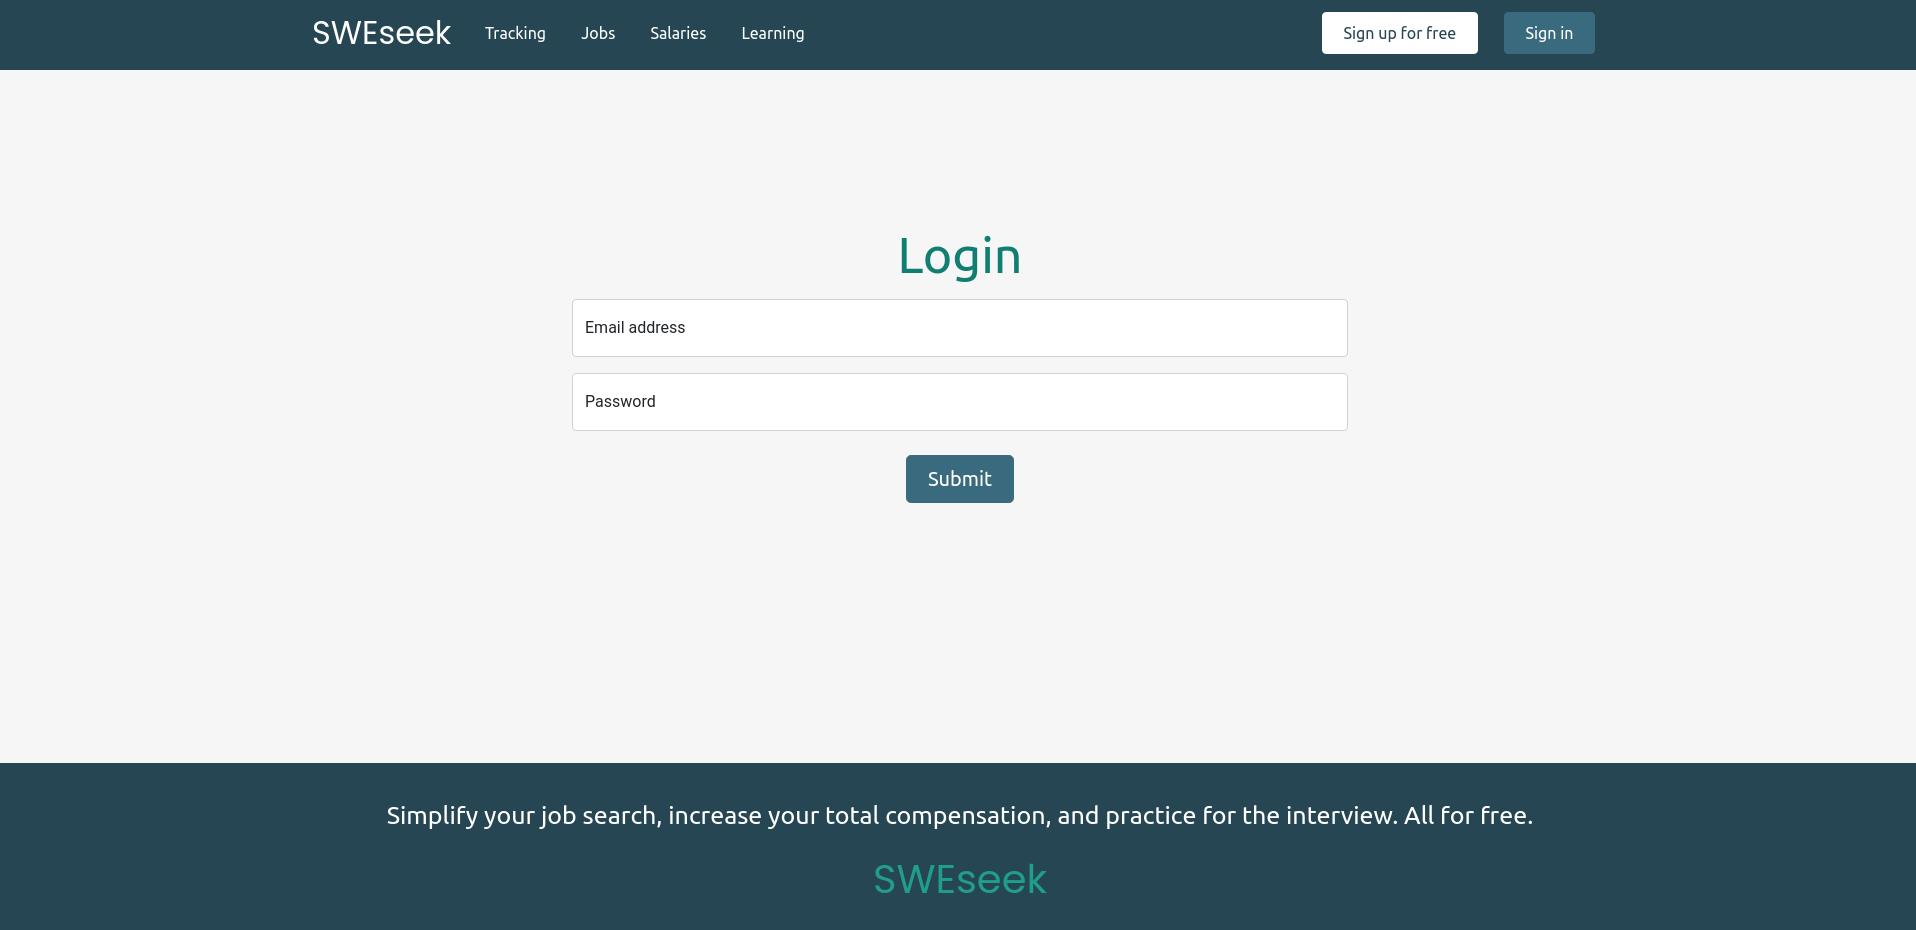 SWEseek Tracking Jobs Salaries Learning Sign up for free Sign in
Login
Email address
Password
Submit
Simplify your job search, increase your total compensation, and practice for the interview. All for free.
SWEseek